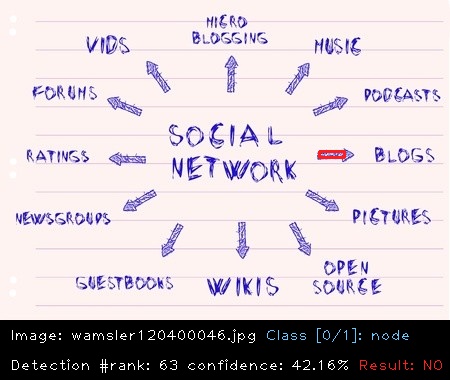 MICRO
BLOGGING
VIDS
MUSIC
FORUMS
PODCASTS
SOCIAL
NETWORK
RATINGS
BLOGS
NEWSGROUPS
PICTURES
GUESTBOOKS
WIKIS
OPEN
SOURCE
Image: wamsler120400046.jpg Class [0/1]: node
Detection #rank: 63 confidence: 42.16% Result: NO